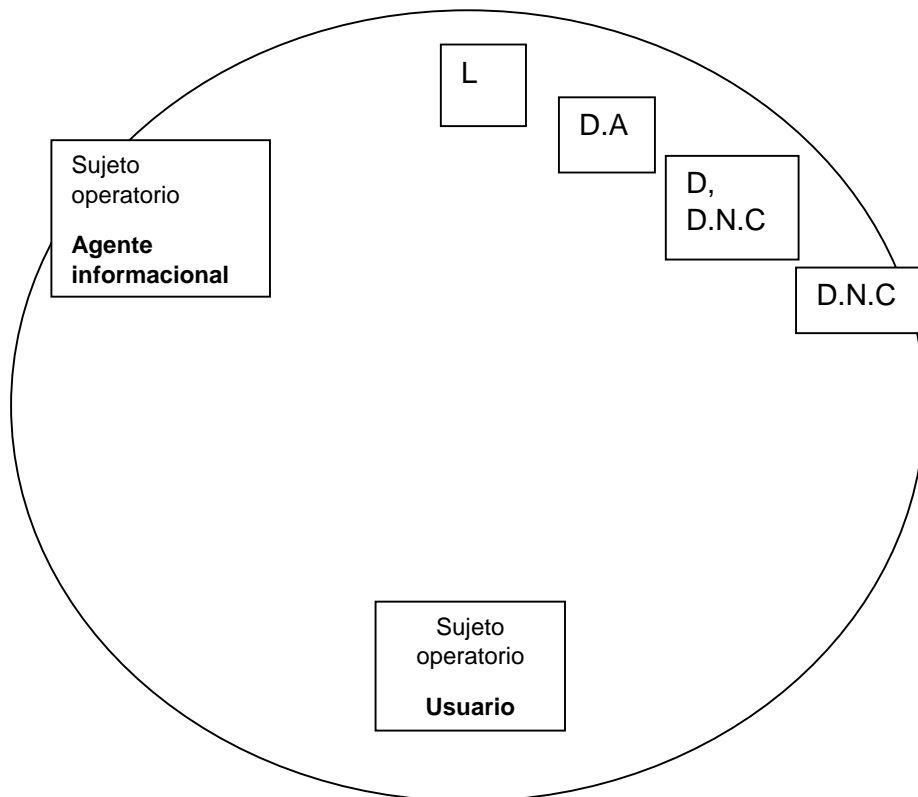 L
D.A
D,
D.N.C
D.N.C
Sujeto
operatorio
Agente
informacional
Sujeto
operatorio
Usuario